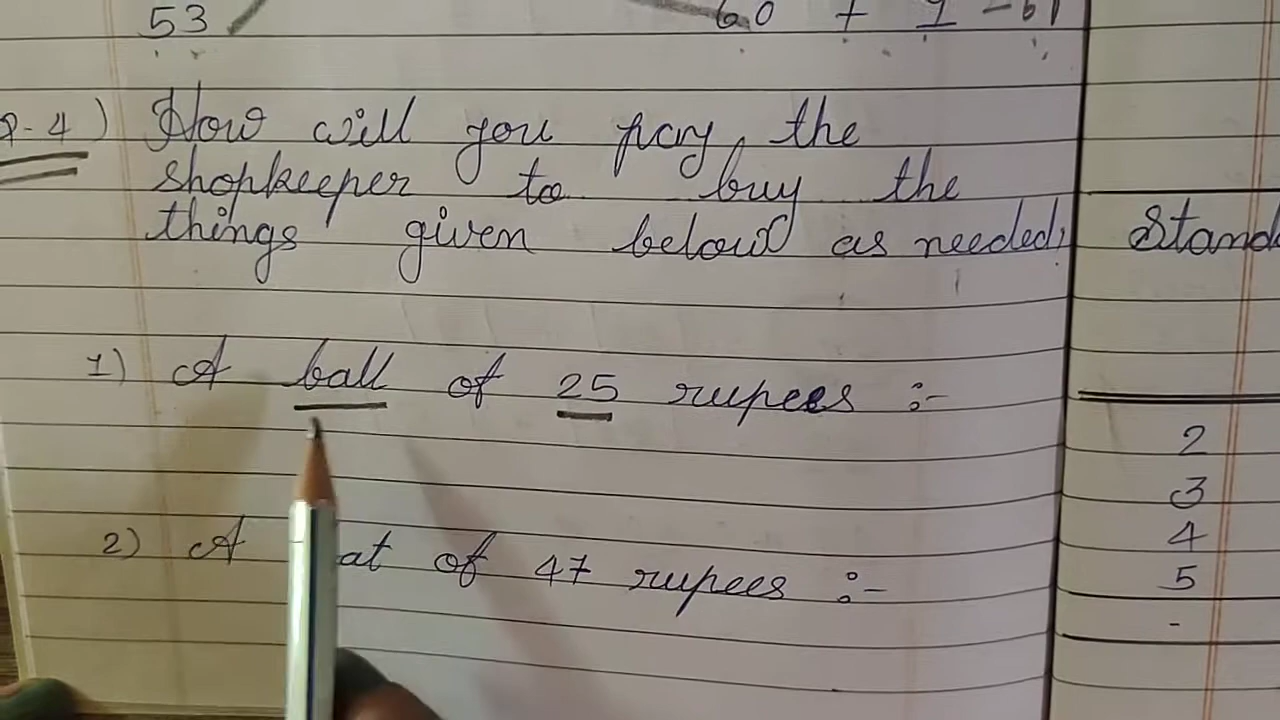 53 60 + 1 - 61
Q-4) How will you pay, the
shopkeeper to buy the
things given below as needed;
Stand
1) A ball of 25 rupees :-
2
3
4
2) A at of 47 rupees :-
5
-